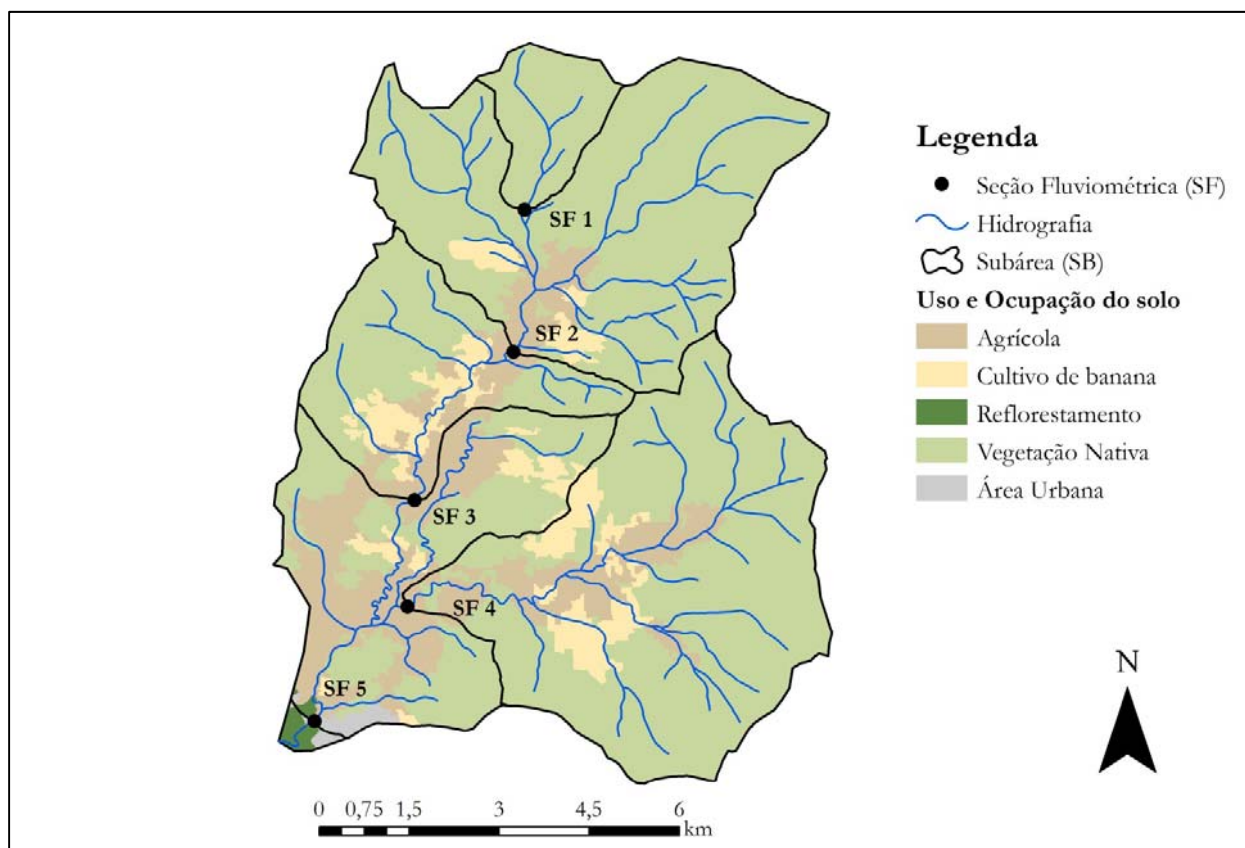 SF 1
SF 2
SF 3
SF 4
SF 5
Legenda
Seção Fluviométrica (SF)
Hidrografia
Subárea (SB)
Uso e Ocupação do solo
Agrícola
Cultivo de banana
Reflorestamento
Vegetação Nativa
Área Urbana
N
0 0,75 1,5 3 4,5 6
km